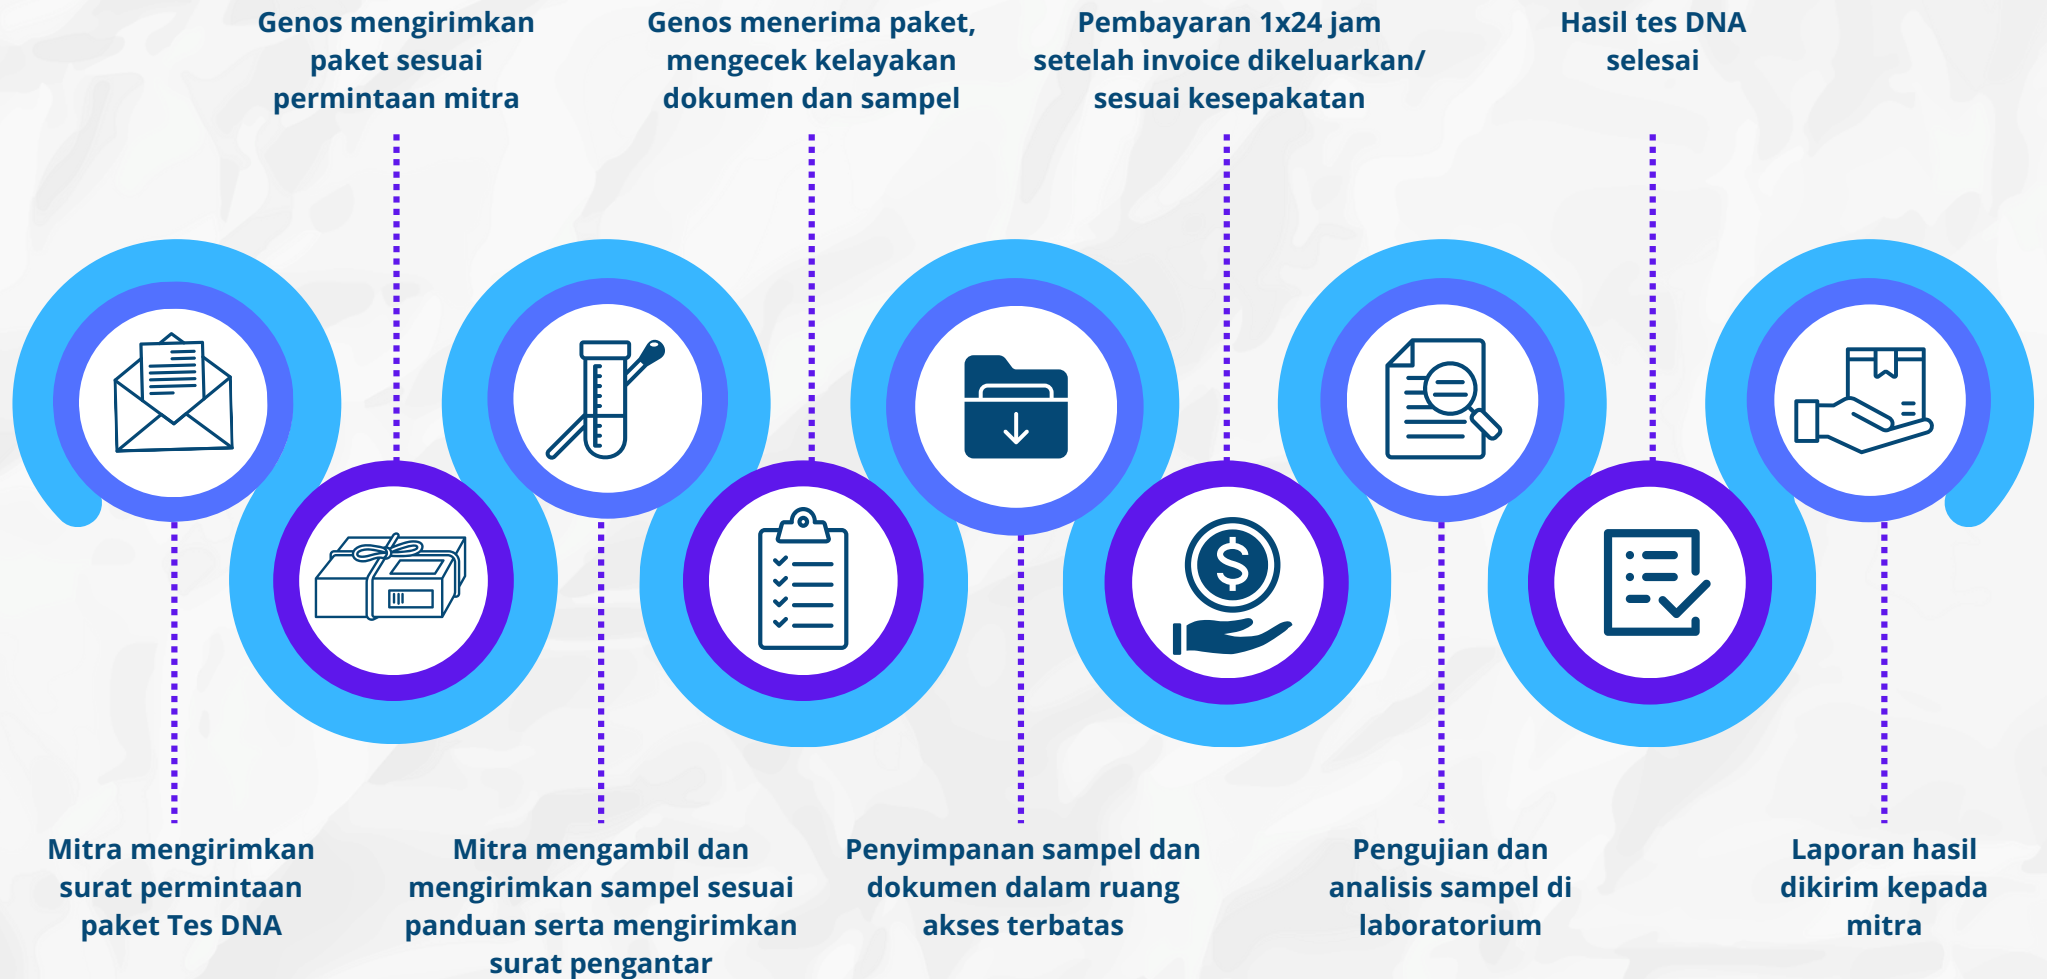 Genos mengirimkan
paket sesuai
permintaan mitra
Genos menerima paket,
mengecek kelayakan
dokumen dan sampel
Pembayaran 1x24 jam
setelah invoice dikeluarkan/
sesuai kesepakatan
Hasil tes DNA
selesai
Mitra mengirimkan
surat permintaan
paket Tes DNA
Mitra mengambil dan
mengirimkan sampel sesuai
panduan serta mengirimkan
surat pengantar
Penyimpanan sampel dan
dokumen dalam ruang
akses terbatas
Pengujian dan
analisis sampel di
laboratorium
Laporan hasil
dikirim kepada
mitra